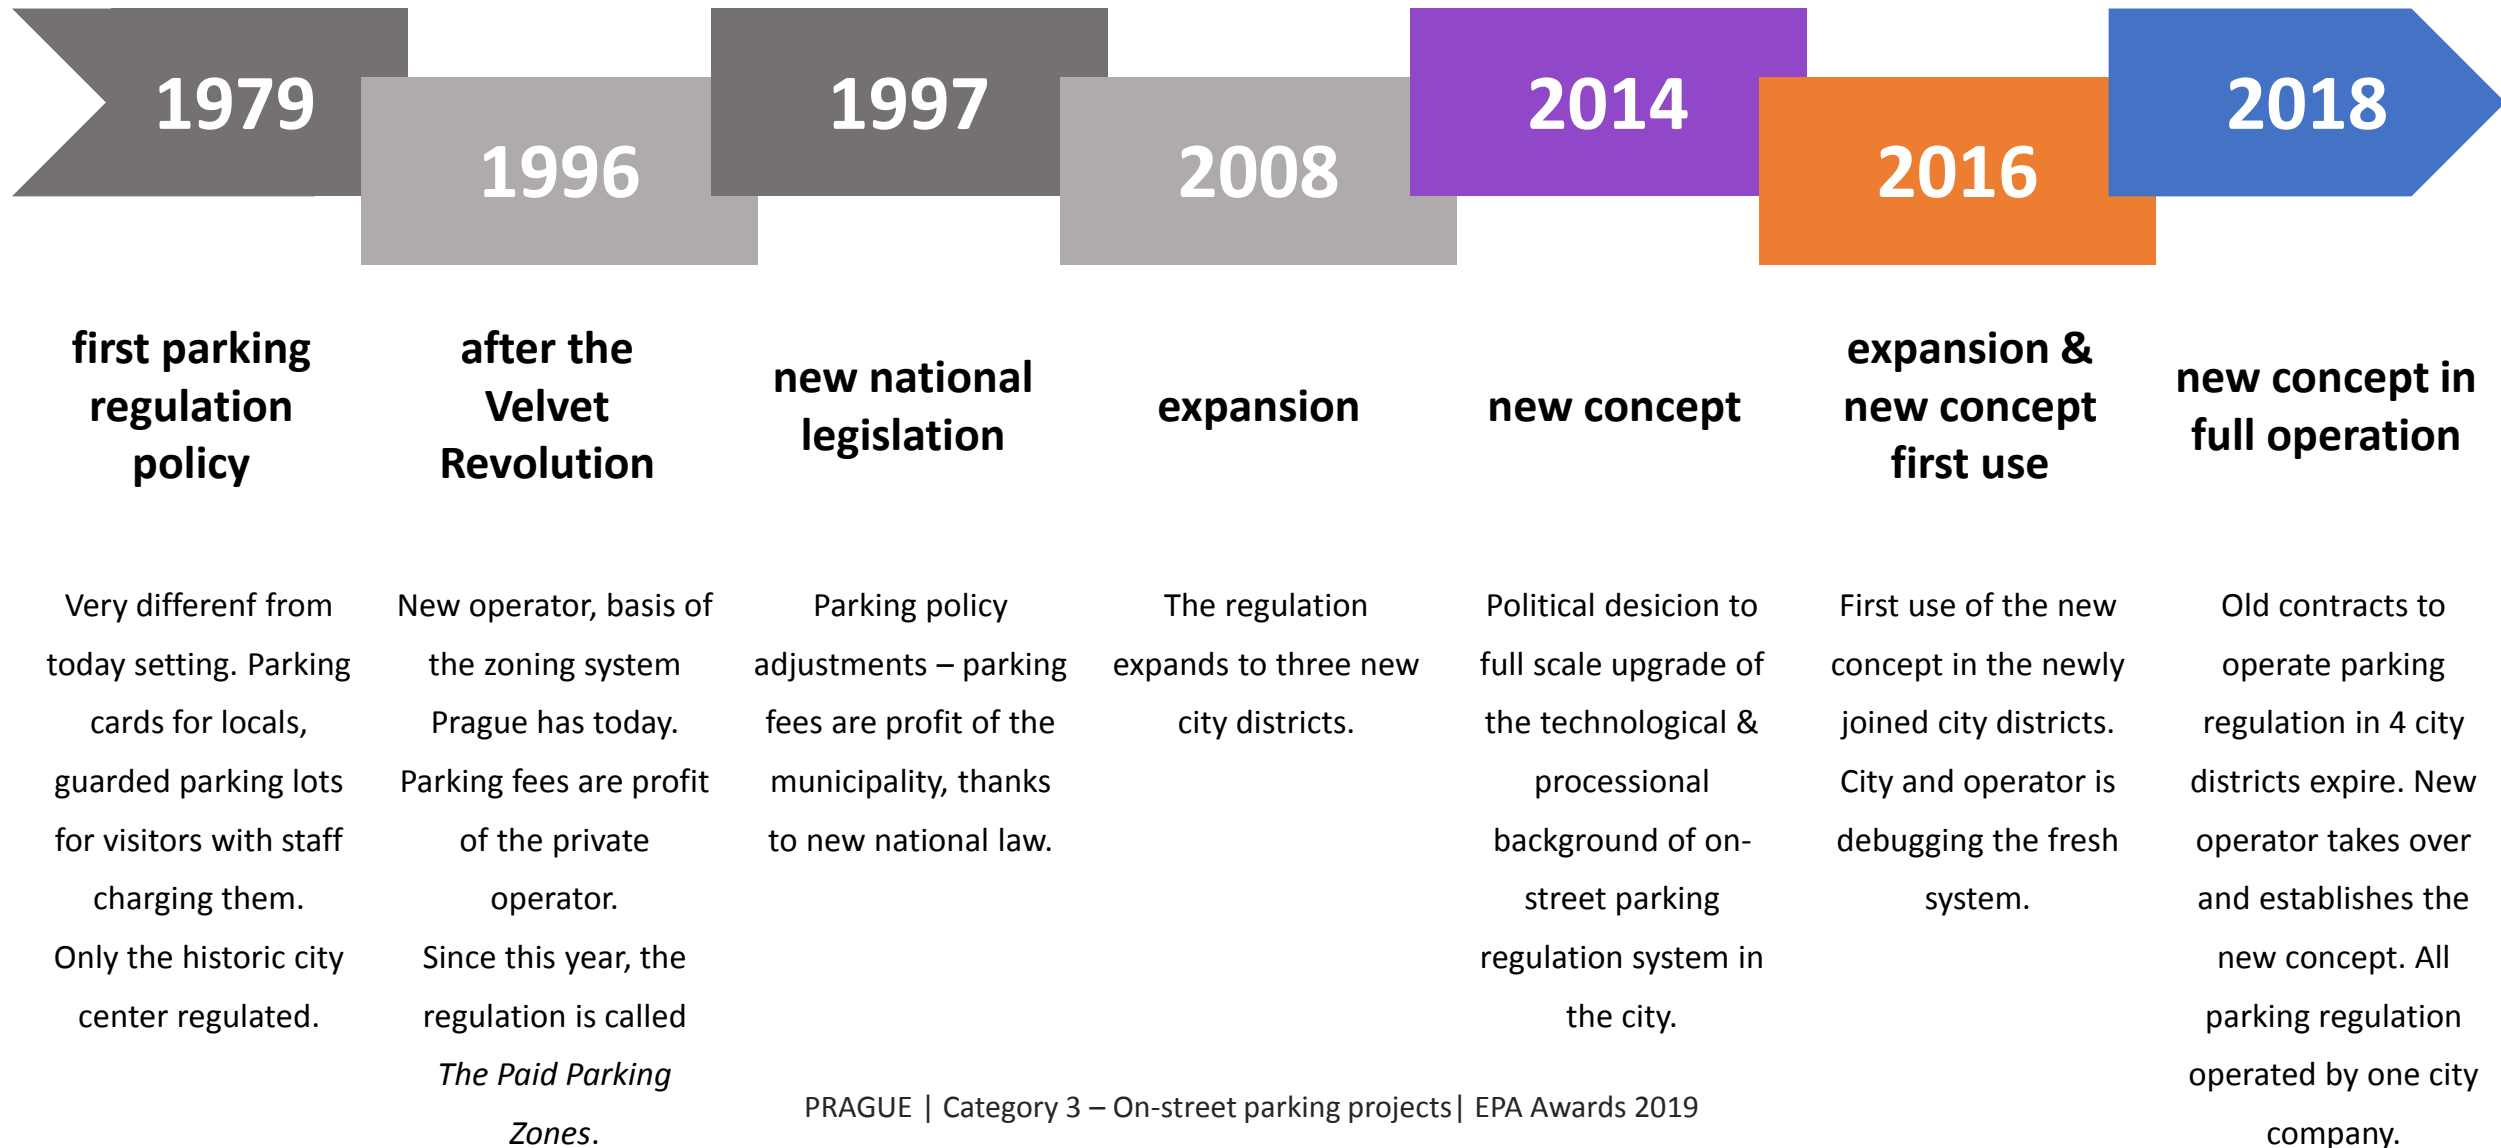 1979
1996
1997
2008
2014
2016
2018
first parking
regulation
policy
after the
Velvet
Revolution
new national
legislation
expansion
new concept
expansion &
new concept
first use
new concept in
full operation
Very differenf from
today setting. Parking
cards for locals,
guarded parking lots
for visitors with staff
charging them.
Only the historic city
center regulated.
New operator, basis of
the zoning system
Prague has today.
Parking fees are profit
of the private
operator.
Since this year, the
regulation is called
The Paid Parking
Zones.
Parking policy
adjustments – parking
fees are profit of the
municipality, thanks
to new national law.
The regulation
expands to three new
city districts.
Political desicion to
full scale upgrade of
the technological &
processional
background of on-
street parking
regulation system in
the city.
First use of the new
concept in the newly
joined city districts.
City and operator is
debugging the fresh
system.
Old contracts to
operate parking
regulation in 4 city
districts expire. New
operator takes over
and establishes the
new concept. All
parking regulation
operated by one city
company.
PRAGUE | Category 3 – On-street parking projects| EPA Awards 2019